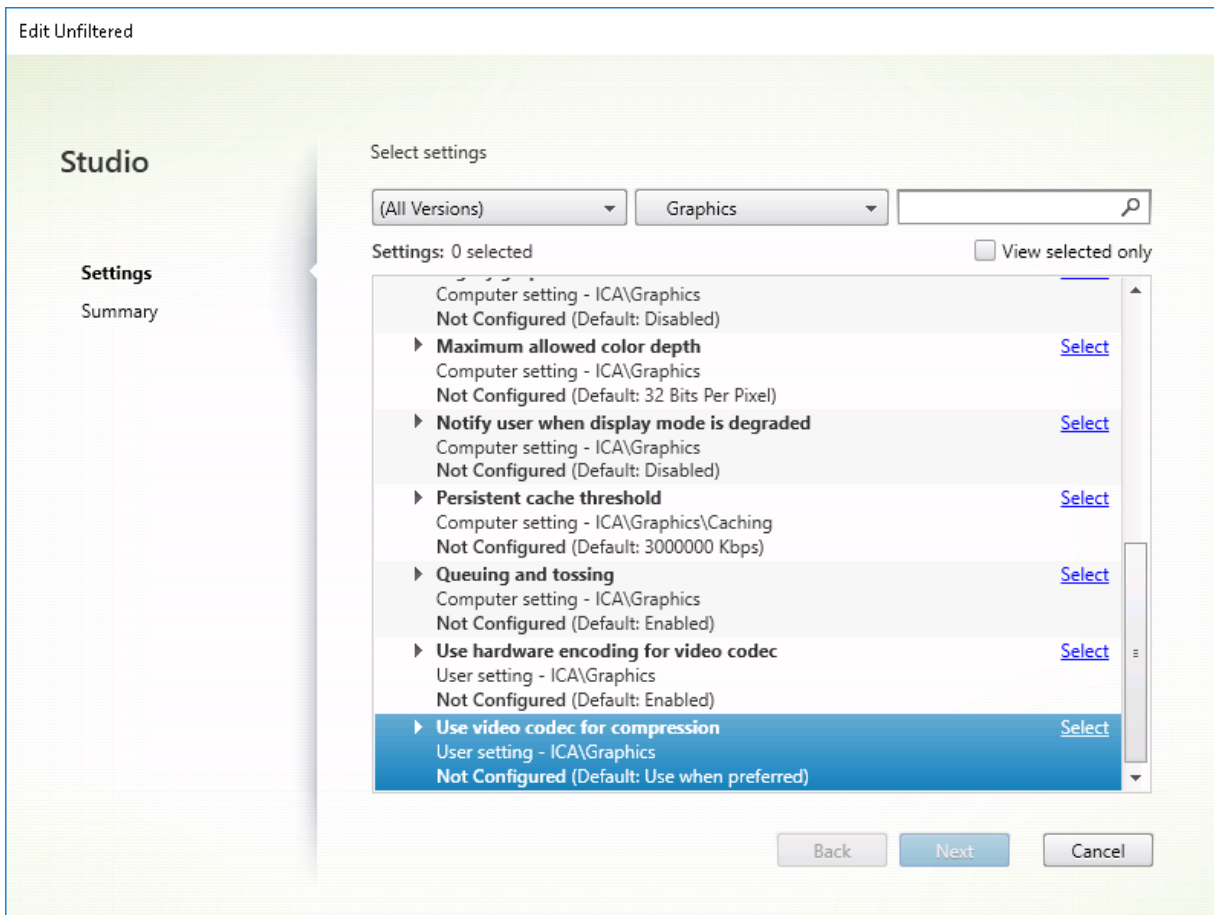 Edit Unfiltered
Studio
Settings
Summary
Select settings
(All Versions)
Graphics
Settings: 0 selected
View selected only
Computer setting - ICA\Graphics
Not Configured (Default: Disabled)
Maximum allowed color depth
Select
Computer setting - ICA\Graphics
Not Configured (Default: 32 Bits Per Pixel)
Notify user when display mode is degraded
Select
Computer setting - ICA\Graphics
Not Configured (Default: Disabled)
Persistent cache threshold
Select
Computer setting - ICA\Graphics\Caching
Not Configured (Default: 3000000 Kbps)
Queuing and tossing
Select
Computer setting - ICA\Graphics
Not Configured (Default: Enabled)
Use hardware encoding for video codec
Select
User setting - ICA\Graphics
Not Configured (Default: Enabled)
Use video codec for compression
Select
User setting - ICA\Graphics
Not Configured (Default: Use when preferred)
Back
Next
Cancel